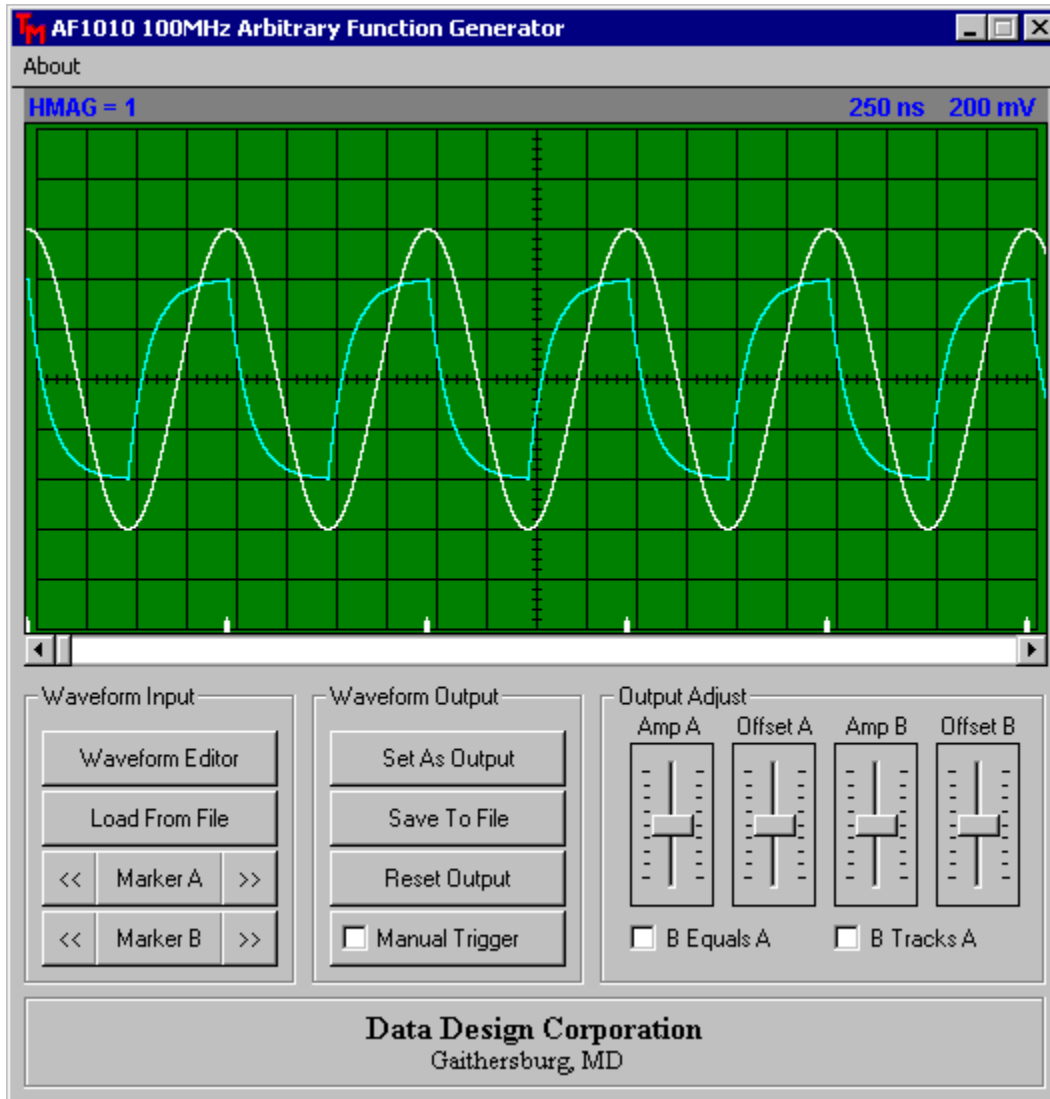 TM AF1010 100MHz Arbitrary Function Generator
About
HMAG = 1 250 ns 200 mV
Waveform Input
Waveform Editor
Load From File
<< Marker A >>
<< Marker B >>
Waveform Output
Set As Output
Save To File
Reset Output
Manual Trigger
Output Adjust
Amp A Offset A Amp B Offset B
B Equals A B Tracks A
Data Design Corporation
Gaithersburg, MD